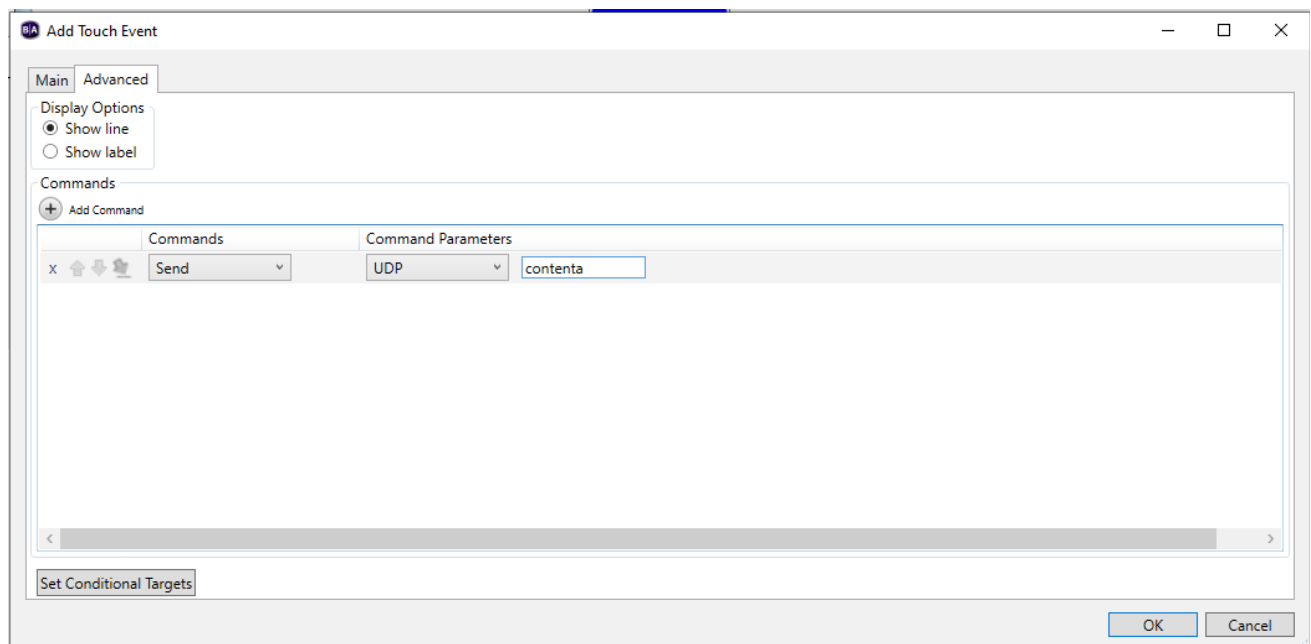 B|A Add Touch Event
Main Advanced
Display Options
Show line
Show label
Commands
+ Add Command
Commands Command Parameters
x Send UDP contenta
Set Conditional Targets
OK Cancel